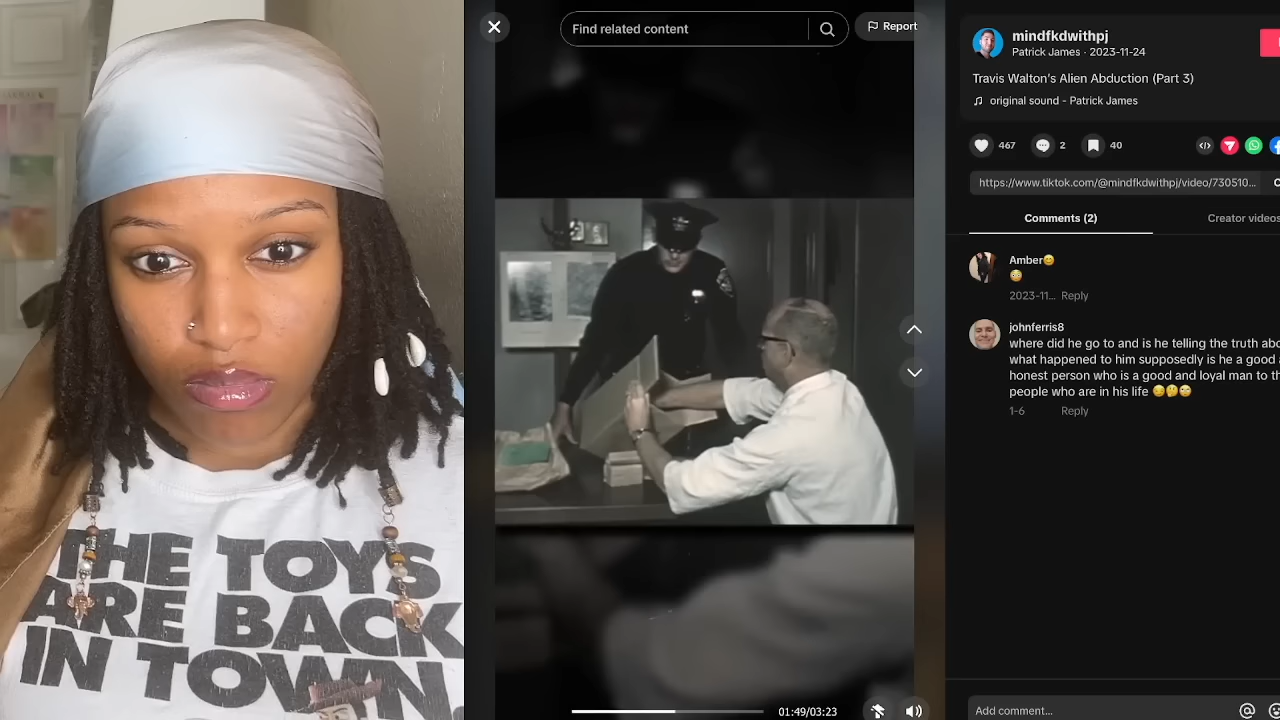 THE TOYS
ARE BACK
IN TOWN.
Find related content
Report
01:49/03:23
mindfkdwithpj
Patrick James · 2023-11-24
Travis Walton's Alien Abduction (Part 3)
original sound - Patrick James
467
2
40
https://www.tiktok.com/@mindfkdwithpj/video/730510...
Comments (2)
Creator video
Amber😄
😳
2023-11... Reply
johnferris8
where did he go to and is he telling the truth
what happened to him supposedly is he a good
honest person who is a good and loyal man to
people who are in his life 😏🤔🙄
1-6 Reply
Add comment...